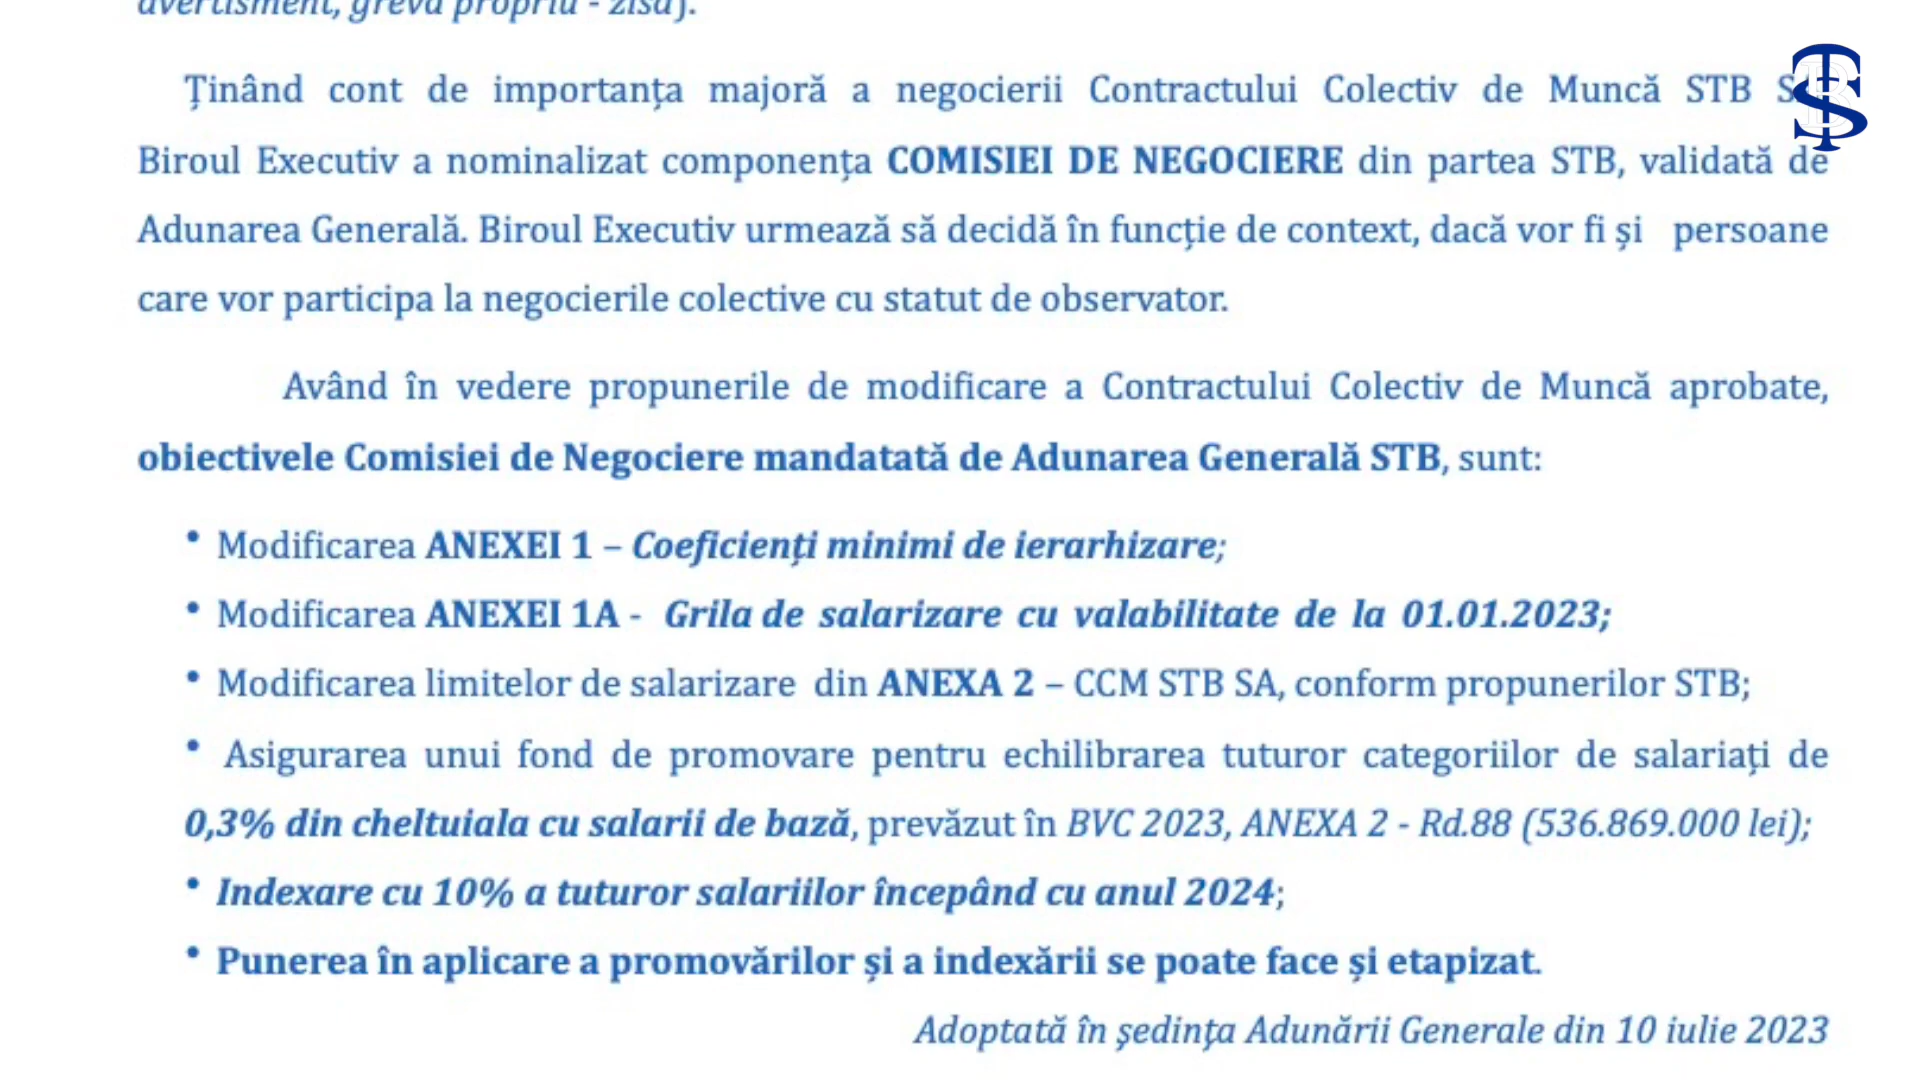 avertisment, greva propriu - zisă).
Ținând cont de importanța majoră a negocierii Contractului Colectiv de Muncă STB
Biroul Executiv a nominalizat componența COMISIEI DE NEGOCIERE din partea STB, validată de
Adunarea Generală. Biroul Executiv urmează să decidă în funcție de context, dacă vor fi și persoane
care vor participa la negocierile colective cu statut de observator.
Având în vedere propunerile de modificare a Contractului Colectiv de Muncă aprobate,
obiectivele Comisiei de Negociere mandatată de Adunarea Generală STB, sunt:
• Modificarea ANEXEI 1 – Coeficienți minimi de ierarhizare;
• Modificarea ANEXEI 1A - Grila de salarizare cu valabilitate de la 01.01.2023;
• Modificarea limitelor de salarizare din ANEXA 2 – CCM STB SA, conform propunerilor STB;
• Asigurarea unui fond de promovare pentru echilibrarea tuturor categoriilor de salariați de
0,3% din cheltuiala cu salarii de bază, prevăzut în BVC 2023, ANEXA 2 - Rd.88 (536.869.000 lei);
• Indexare cu 10% a tuturor salariilor începând cu anul 2024;
• Punerea în aplicare a promovărilor și a indexării se poate face și etapizat.
Adoptată în ședința Adunării Generale din 10 iulie 2023